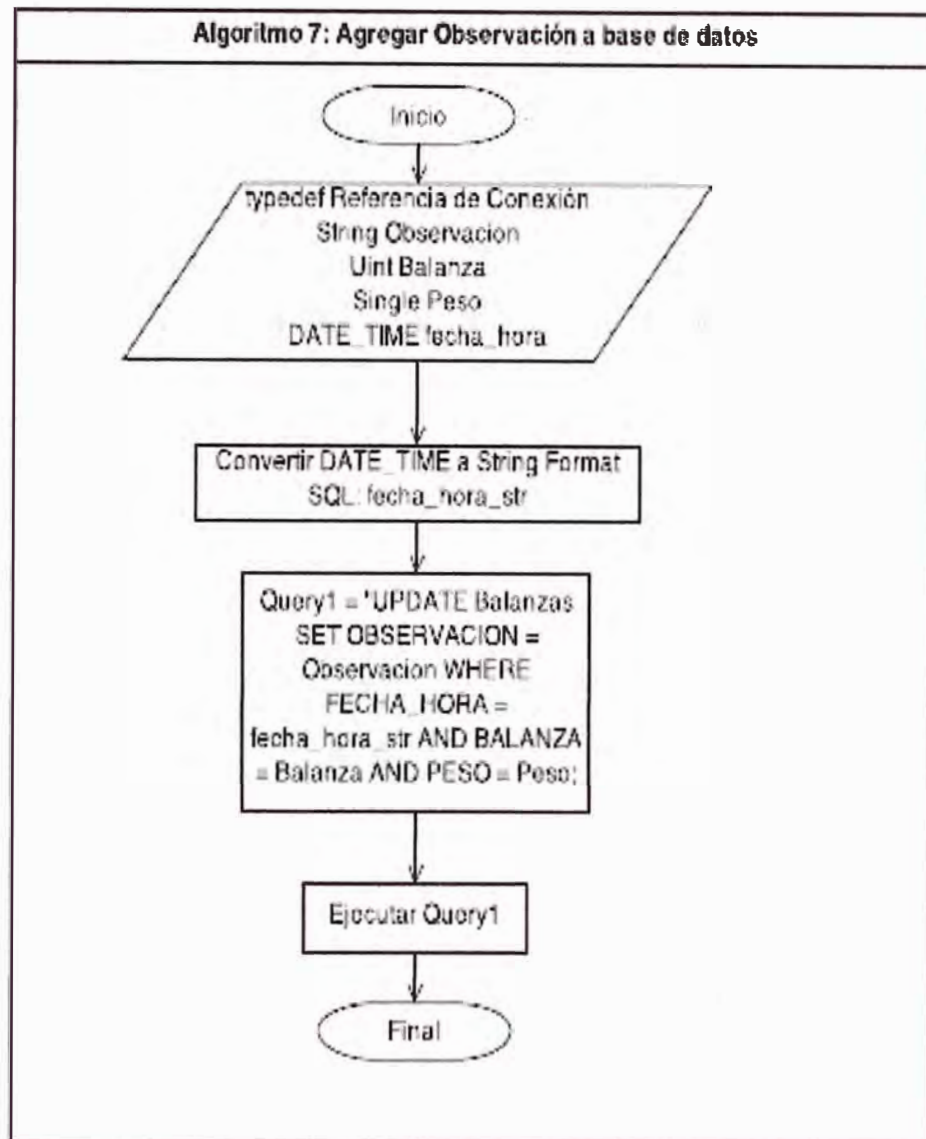 Algoritmo 7: Agregar Observación a base de datos
Inicio
typedef Referencia de Conexión
String Observacion
Uint Balanza
Single Peso
DATE_TIME fecha_hora
Convertir DATE_TIME a String Format
SQL: fecha_hora_str
Query1 = "UPDATE Balanzas
SET OBSERVACION =
Observacion WHERE
FECHA_HORA =
fecha_hora_str AND BALANZA
= Balanza AND PESO = Peso;
Ejecutar Query1
Final